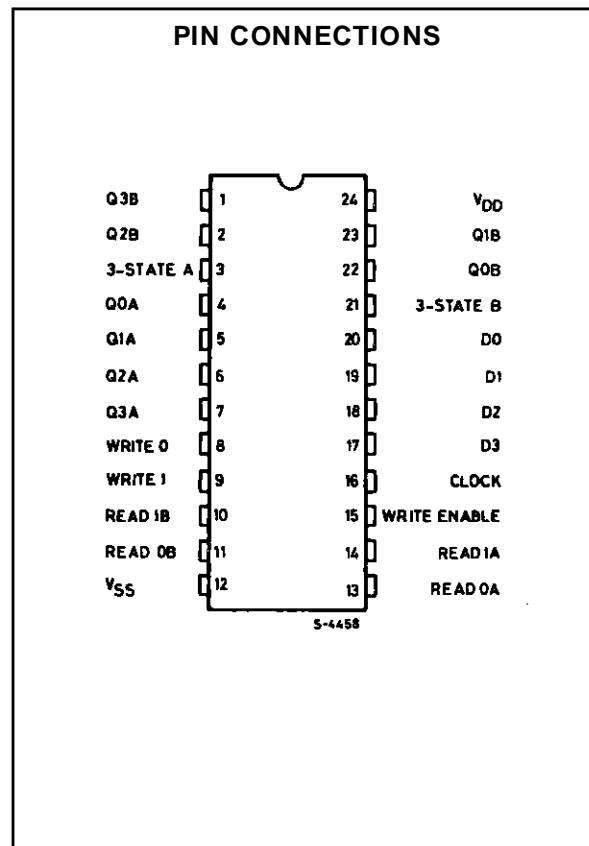 PIN CONNECTIONS
Q3B 1 24 VDD
Q2B 2 23 Q1B
3-STATE A 3 22 Q0B
Q0A 4 21 3-STATE B
Q1A 5 20 D0
Q2A 6 19 D1
Q3A 7 18 D2
WRITE 0 8 17 D3
WRITE 1 9 16 CLOCK
READ 1B 10 15 WRITE ENABLE
READ 0B 11 14 READ 1A
VSS 12 13 READ 0A
S-4458